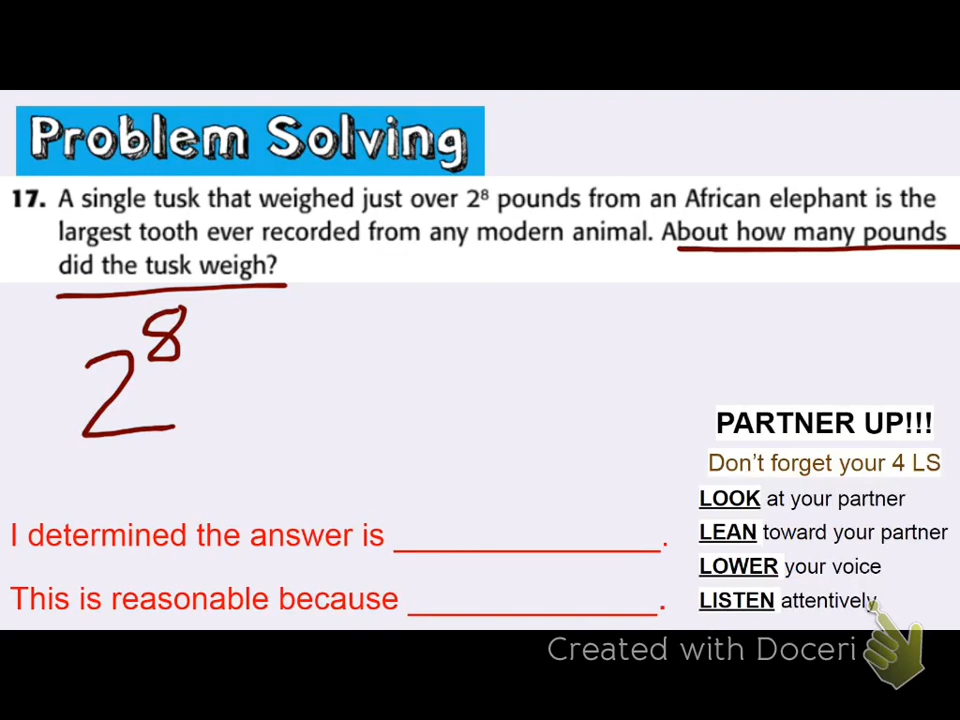 Problem Solving
17. A single tusk that weighed just over 2⁸ pounds from an African elephant is the
largest tooth ever recorded from any modern animal. About how many pounds
did the tusk weigh?
2⁸
PARTNER UP!!!
Don't forget your 4 LS
LOOK at your partner
LEAN toward your partner
LOWER your voice
LISTEN attentively
I determined the answer is _______________.
This is reasonable because ______________.
Created with Doceri